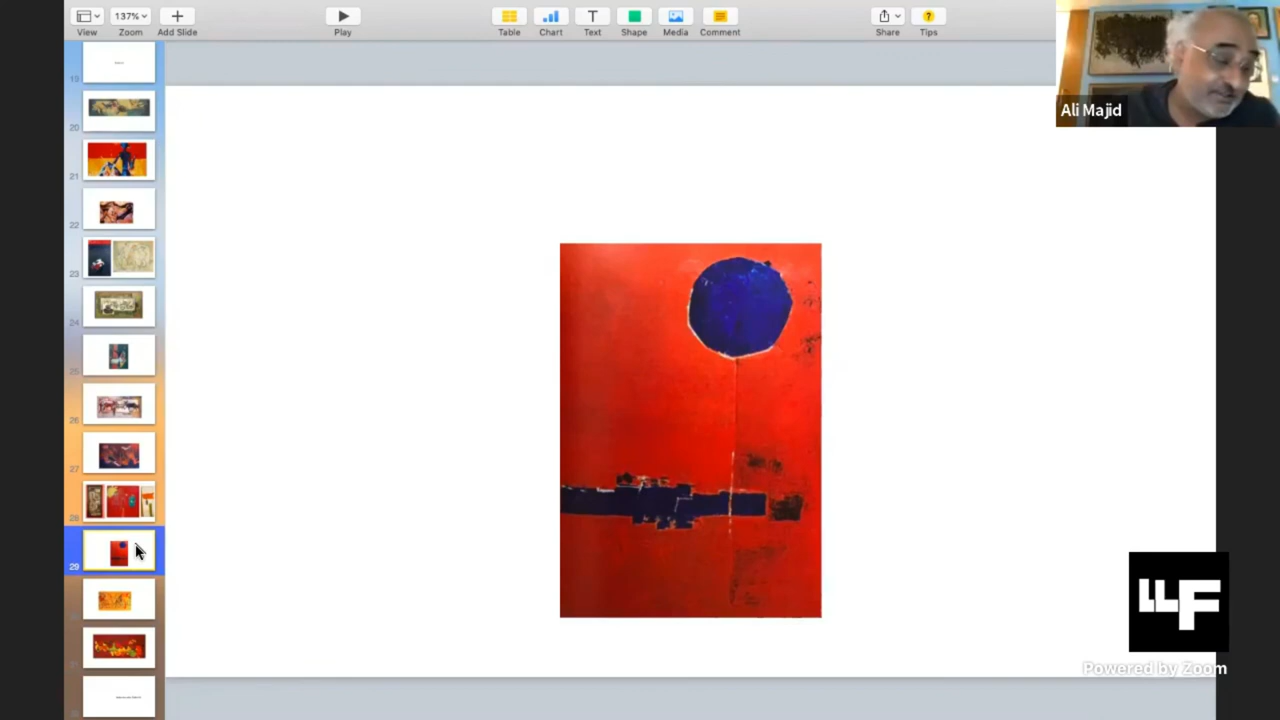 137%
View
Zoom
Add Slide
Play
Table
Chart
Text
Shape
Media
Comment
Share
Tips
Ali Majid
19
20
21
22
23
24
25
26
27
28
29
LLF
Powered by Zoom